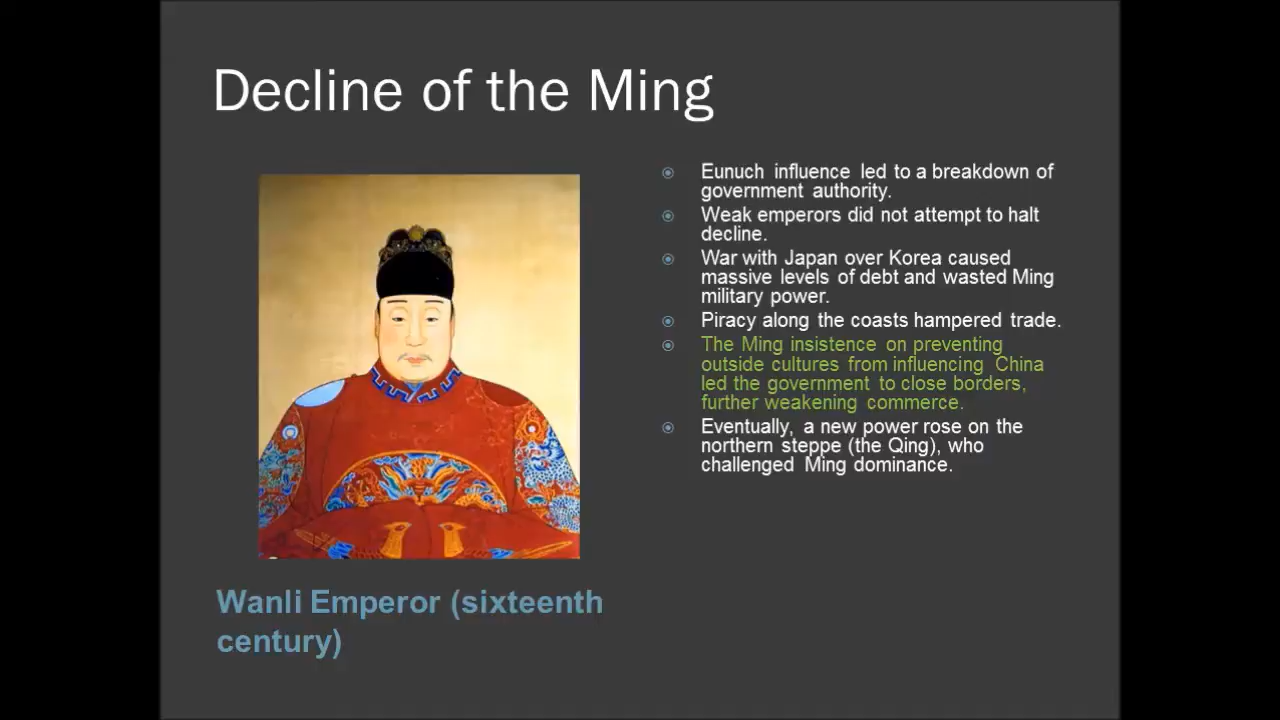 Decline of the Ming
Eunuch influence led to a breakdown of
government authority.
Weak emperors did not attempt to halt
decline.
War with Japan over Korea caused
massive levels of debt and wasted Ming
military power.
Piracy along the coasts hampered trade.
The Ming insistence on preventing
outside cultures from influencing China
led the government to close borders,
further weakening commerce.
Eventually, a new power rose on the
northern steppe (the Qing), who
challenged Ming dominance.
Wanli Emperor (sixteenth
century)